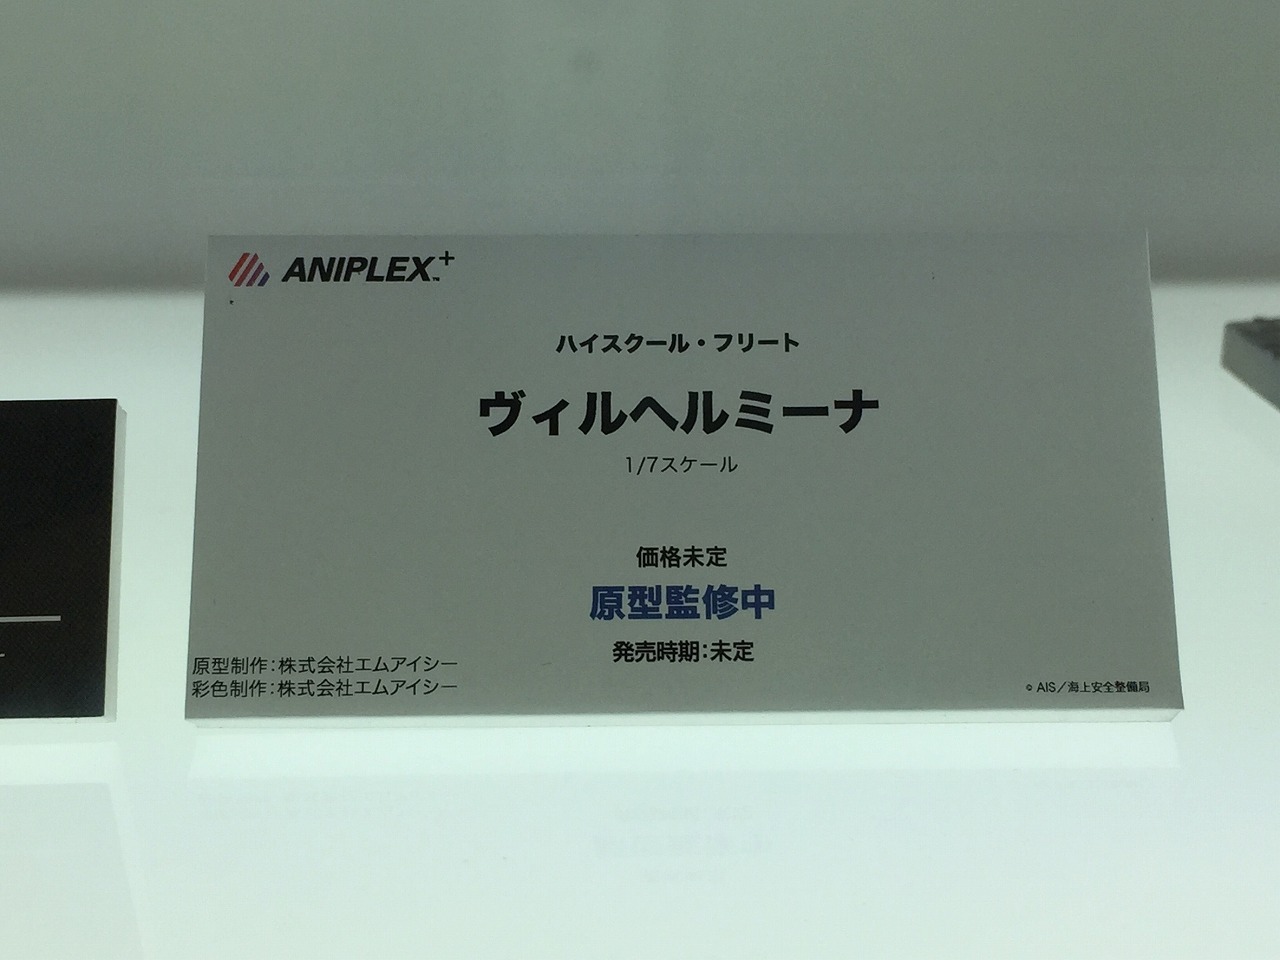 ANIPLEX+™
ハイスクール・フリート
ヴィルヘルミーナ
1/7スケール
価格未定
原型監修中
発売時期：未定
原型制作：株式会社エムアイシー
彩色制作：株式会社エムアイシー
© AIS／海上安全整備局